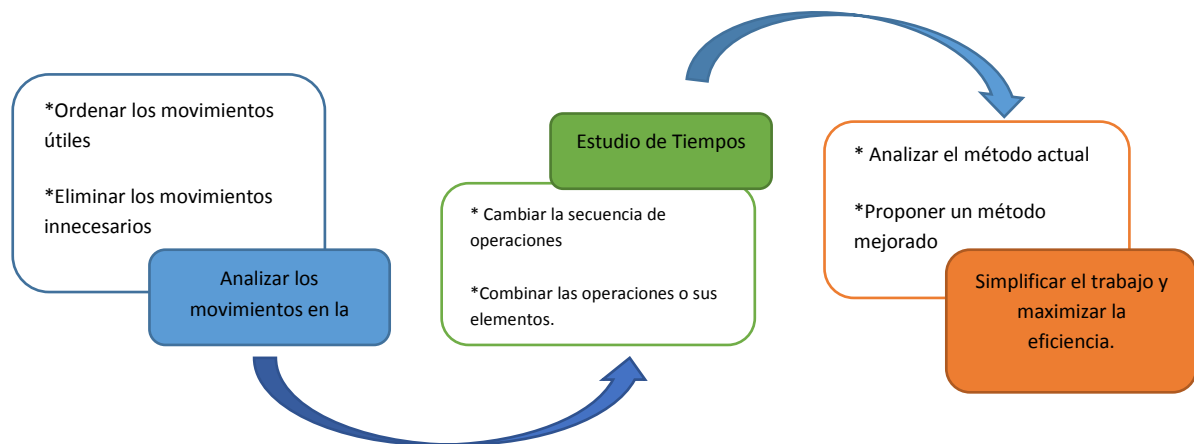 *Ordenar los movimientos
útiles
*Eliminar los movimientos
innecesarios
Analizar los
movimientos en la
Estudio de Tiempos
* Cambiar la secuencia de
operaciones
*Combinar las operaciones o sus
elementos.
* Analizar el método actual
*Proponer un método
mejorado
Simplificar el trabajo y
maximizar la
eficiencia.